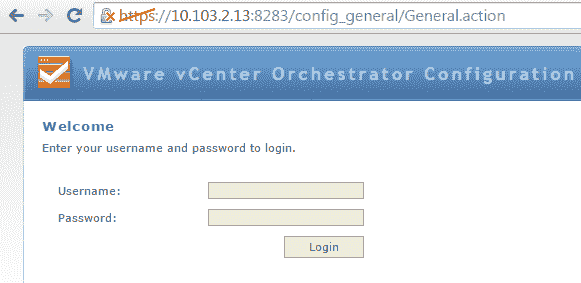 https://10.103.2.13:8283/config_general/General.action
VMware vCenter Orchestrator Configuration
Welcome
Enter your username and password to login.
Username:
Password:
Login